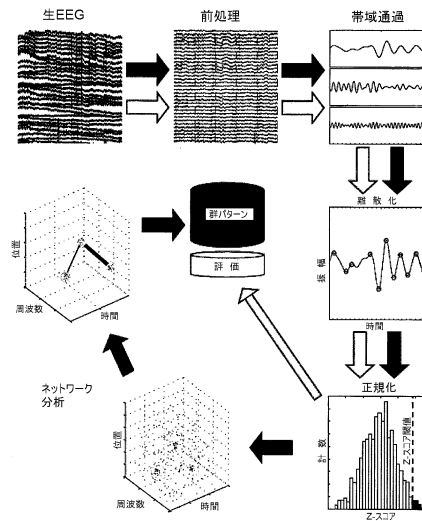 生EEG
前処理
帯域通過
離散化
振幅
時間
群パターン
評価
位置
周波数
時間
正規化
計数
Z-スコア閾値
Z-スコア
ネットワーク
分析
位置
周波数
時間